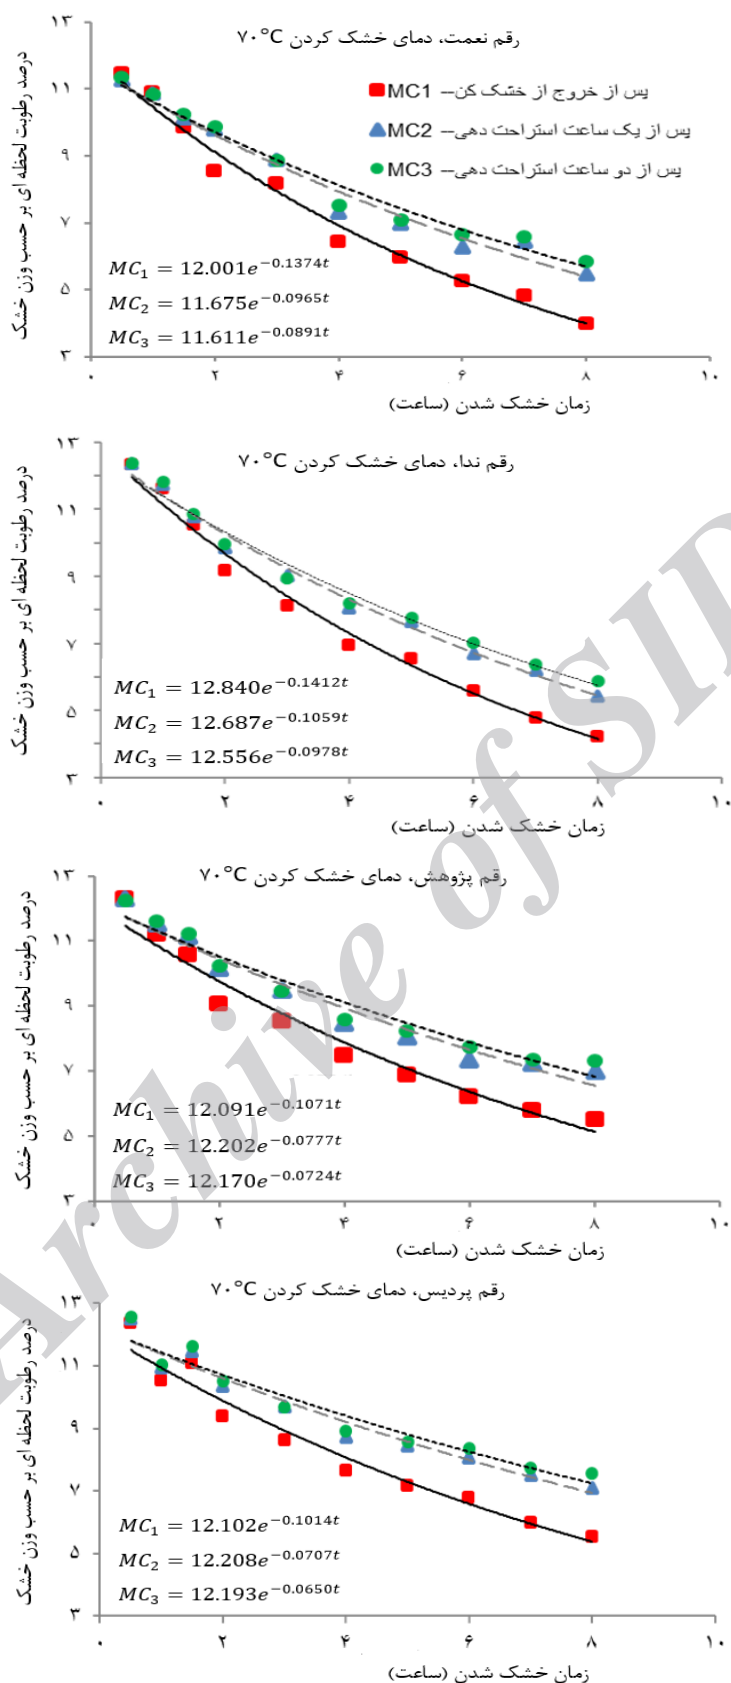 رقم نعمت، دمای خشک کردن ۷۰°C
درصد رطوبت لحظه ای بر حسب وزن خشک
۱۳
۱۱
۹
۷
۵
۳
MC1 -- پس از خروج از خشک کن
MC2 -- پس از یک ساعت استراحت دهی
MC3 -- پس از دو ساعت استراحت دهی
MC₁ = 12.001e^{−0.1374t}
MC₂ = 11.675e^{−0.0965t}
MC₃ = 11.611e^{−0.0891t}
۰ ۲ ۴ ۶ ۸ ۱۰
زمان خشک شدن (ساعت)
رقم ندا، دمای خشک کردن ۷۰°C
درصد رطوبت لحظه ای بر حسب وزن خشک
۱۳
۱۱
۹
۷
۵
۳
MC₁ = 12.840e^{−0.1412t}
MC₂ = 12.687e^{−0.1059t}
MC₃ = 12.556e^{−0.0978t}
۰ ۲ ۴ ۶ ۸ ۱۰
زمان خشک شدن (ساعت)
رقم پژوهش، دمای خشک کردن ۷۰°C
درصد رطوبت لحظه ای بر حسب وزن خشک
۱۳
۱۱
۹
۷
۵
۳
MC₁ = 12.091e^{−0.1071t}
MC₂ = 12.202e^{−0.0777t}
MC₃ = 12.170e^{−0.0724t}
۰ ۲ ۴ ۶ ۸ ۱۰
زمان خشک شدن (ساعت)
رقم پردیس، دمای خشک کردن ۷۰°C
درصد رطوبت لحظه ای بر حسب وزن خشک
۱۳
۱۱
۹
۷
۵
۳
MC₁ = 12.102e^{−0.1014t}
MC₂ = 12.208e^{−0.0707t}
MC₃ = 12.193e^{−0.0650t}
۰ ۲ ۴ ۶ ۸ ۱۰
زمان خشک شدن (ساعت)
Archive of SID